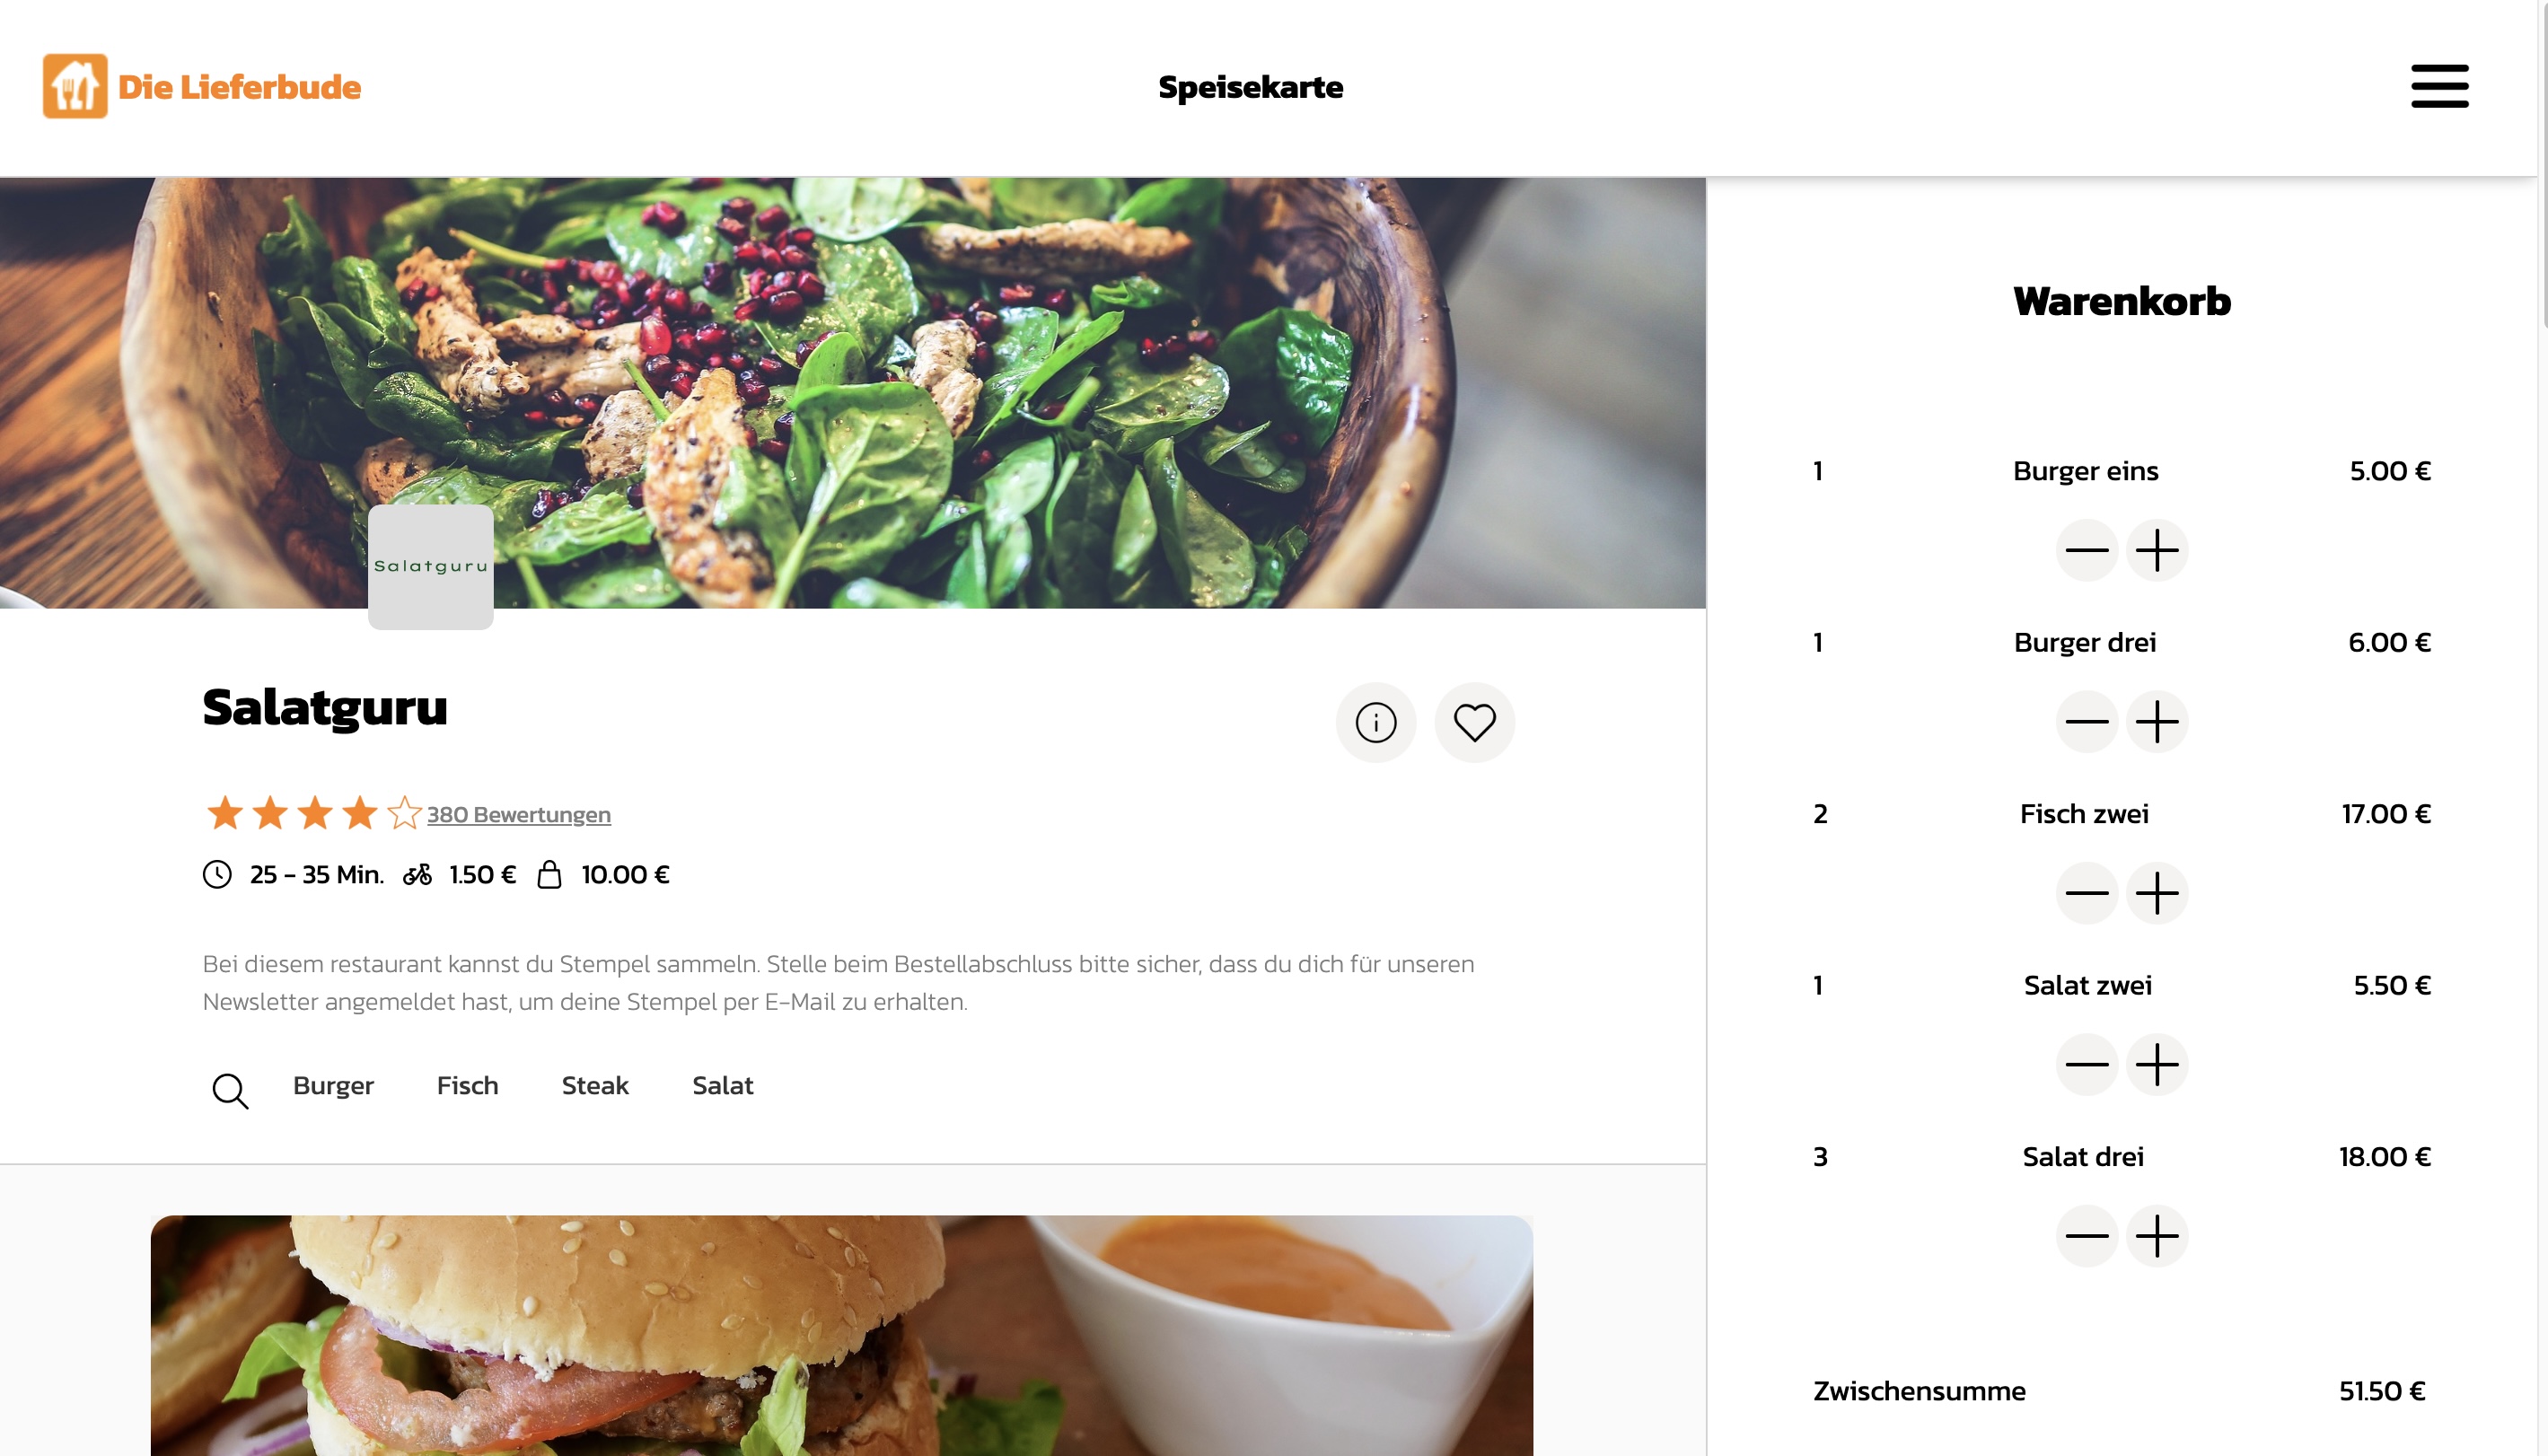 Die Lieferbude
Speisekarte
Salatguru
Salatguru
380 Bewertungen
25 - 35 Min. 1.50 € 10.00 €
Bei diesem restaurant kannst du Stempel sammeln. Stelle beim Bestellabschluss bitte sicher, dass du dich für unseren
Newsletter angemeldet hast, um deine Stempel per E-Mail zu erhalten.
Burger Fisch Steak Salat
Warenkorb
1 Burger eins 5.00 €
1 Burger drei 6.00 €
2 Fisch zwei 17.00 €
1 Salat zwei 5.50 €
3 Salat drei 18.00 €
Zwischensumme 51.50 €